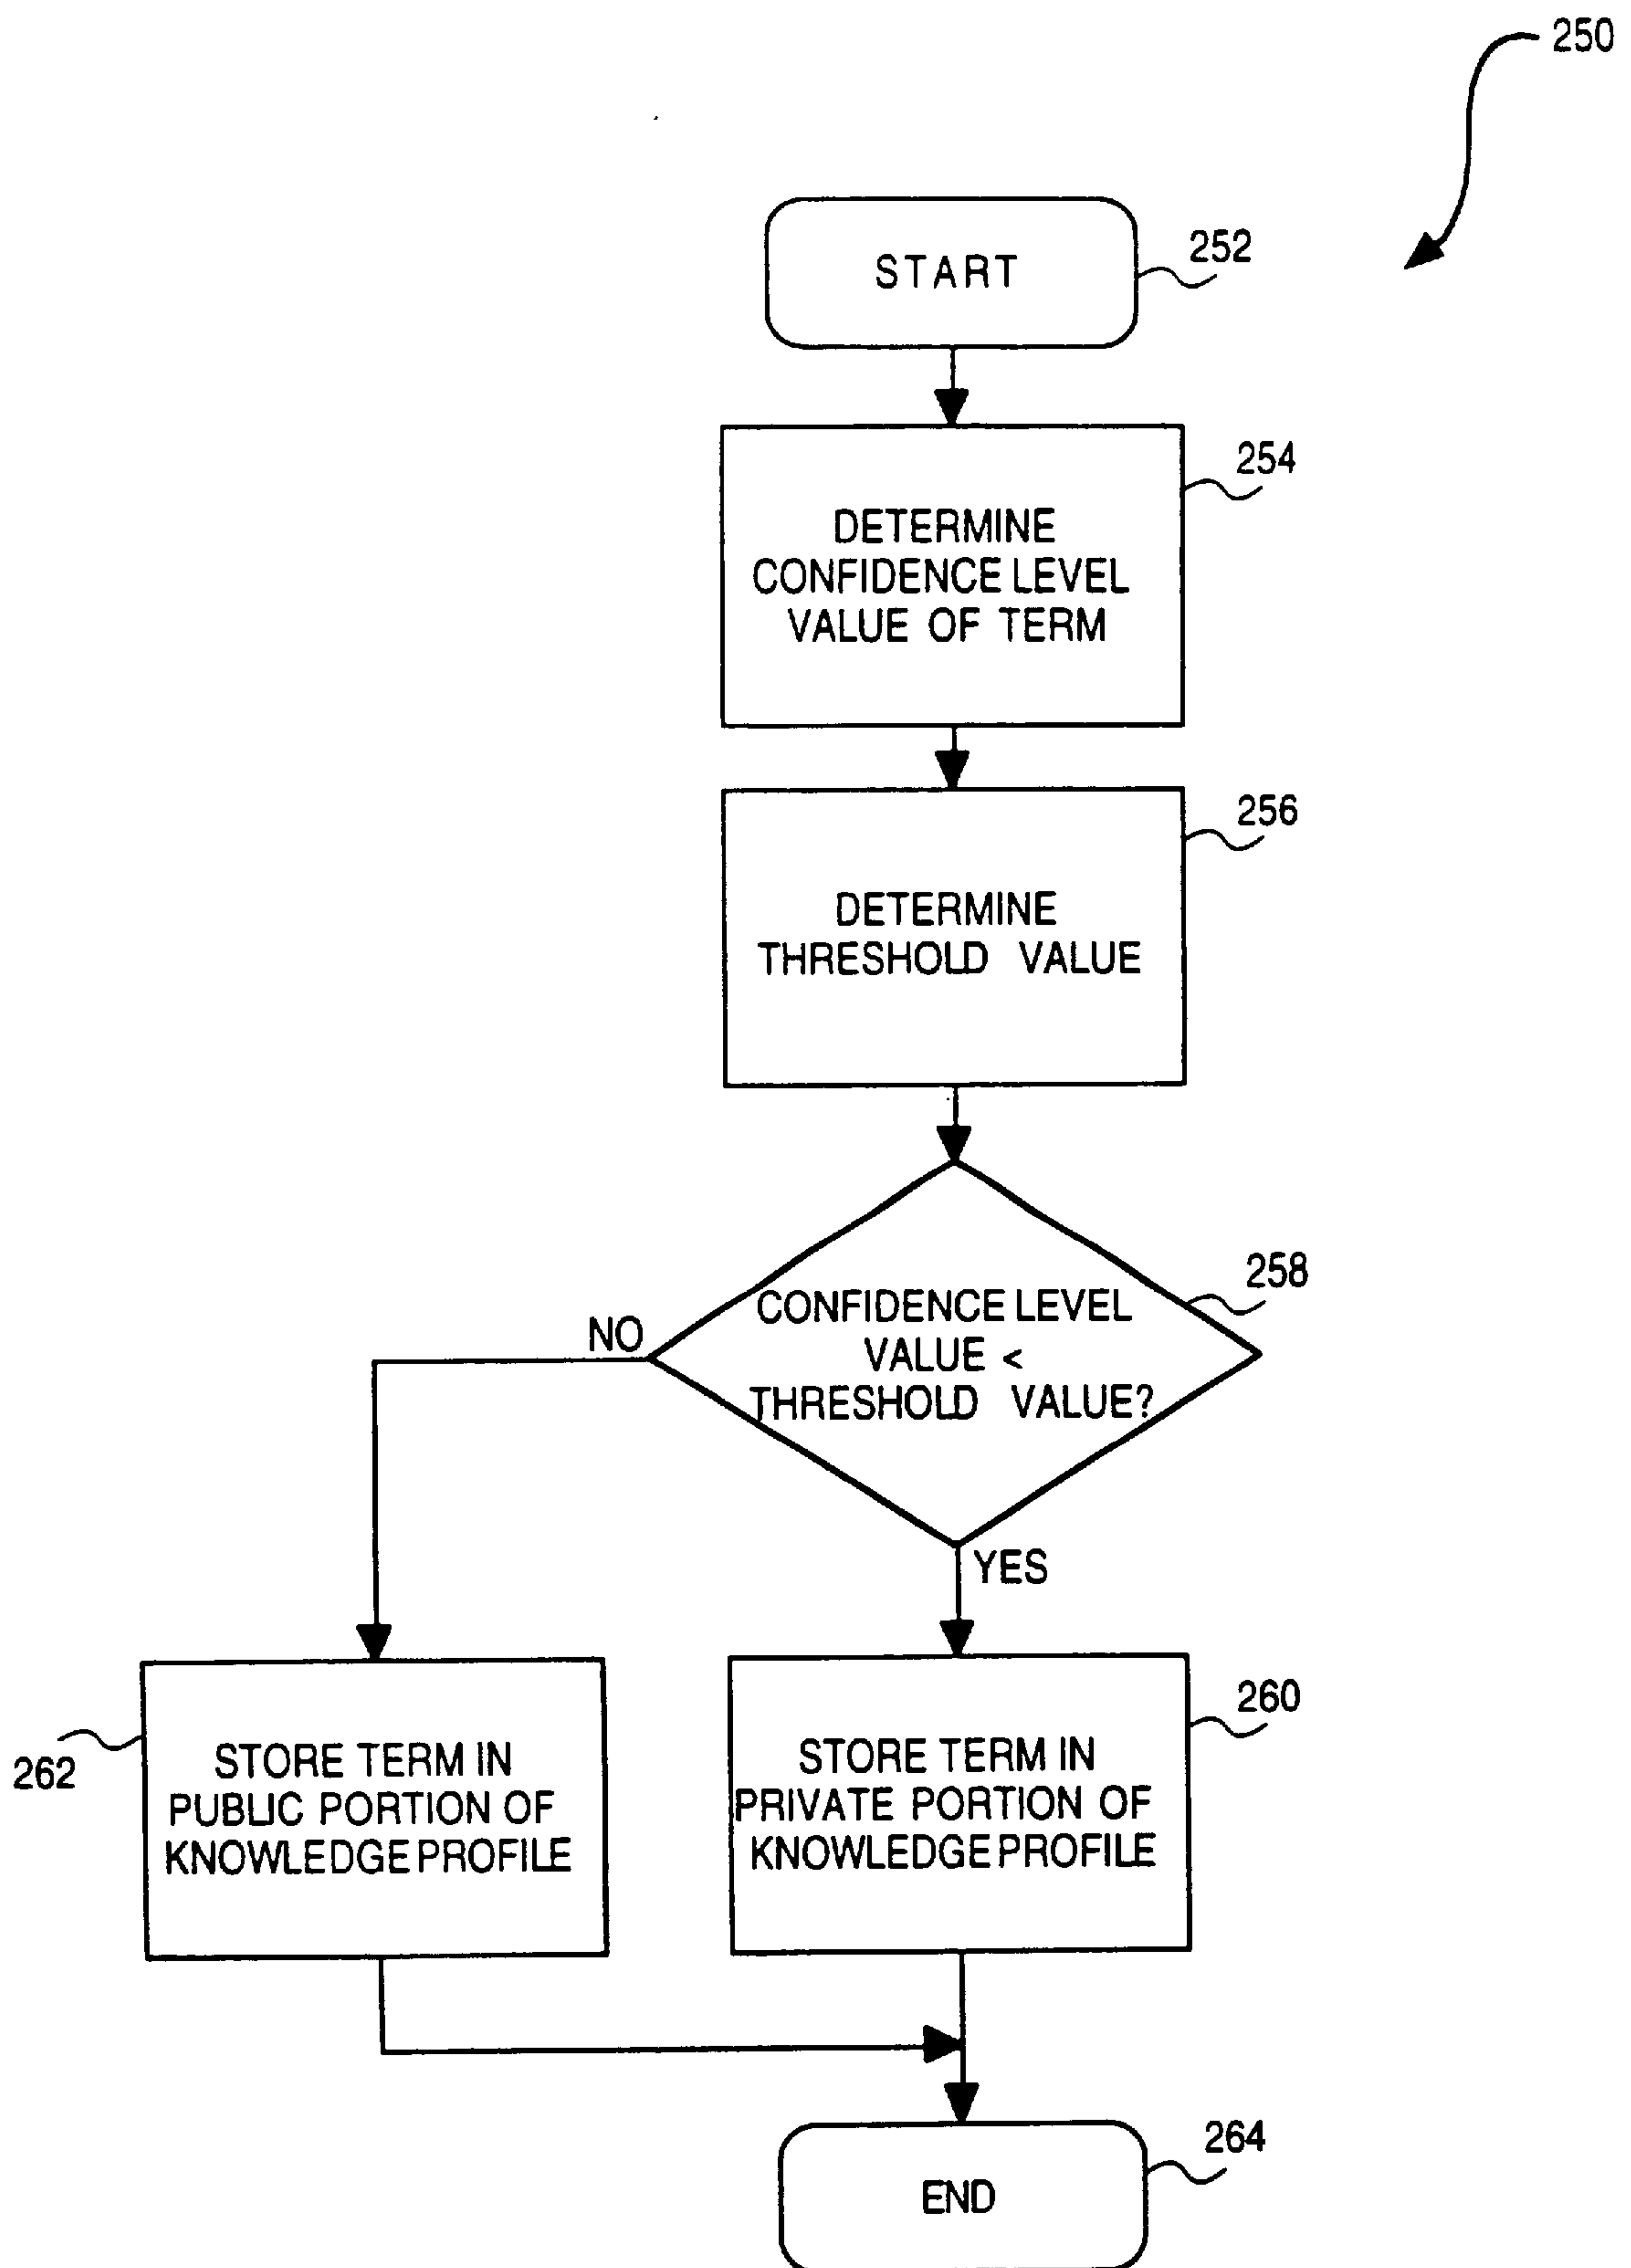 250
START
252
254
DETERMINE
CONFIDENCE LEVEL
VALUE OF TERM
256
DETERMINE
THRESHOLD VALUE
258
CONFIDENCE LEVEL
VALUE <
THRESHOLD VALUE?
NO
YES
262
STORE TERM IN
PUBLIC PORTION OF
KNOWLEDGE PROFILE
260
STORE TERM IN
PRIVATE PORTION OF
KNOWLEDGE PROFILE
264
END